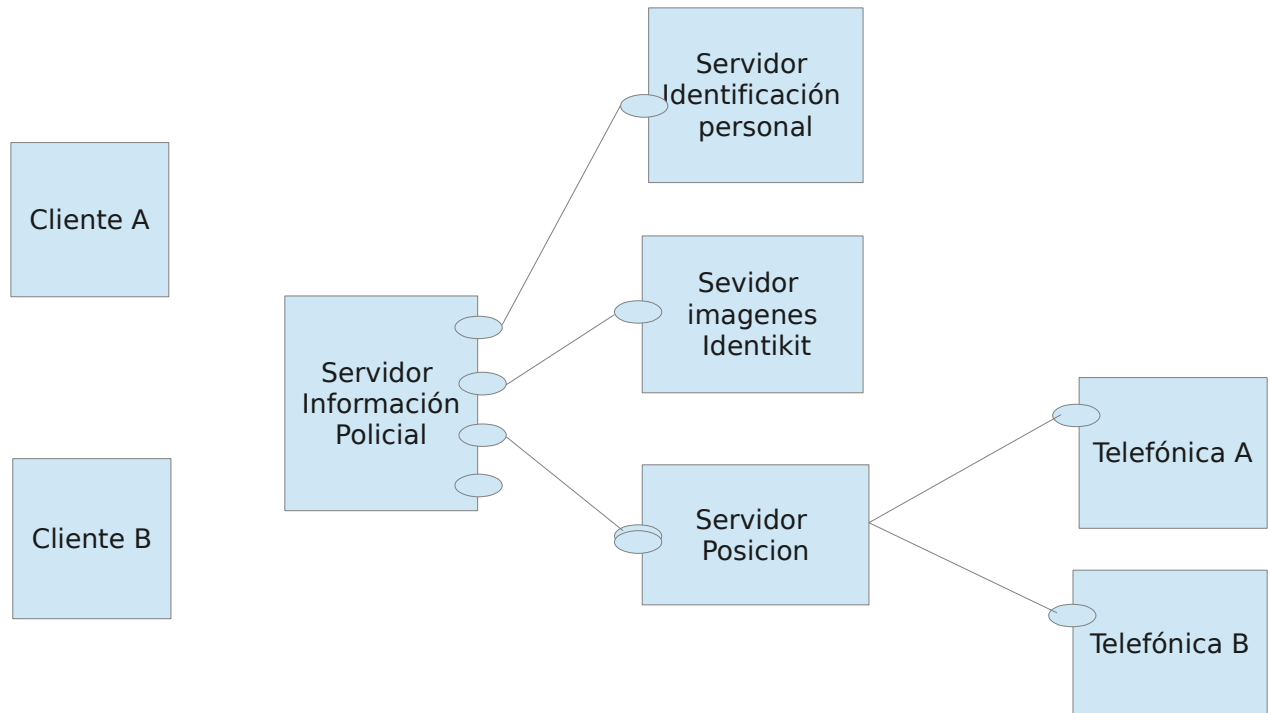 Servidor
Identificación
personal
Cliente A
Sevidor
imagenes
Identikit
Servidor
Información
Policial
Telefónica A
Cliente B
Servidor
Posicion
Telefónica B